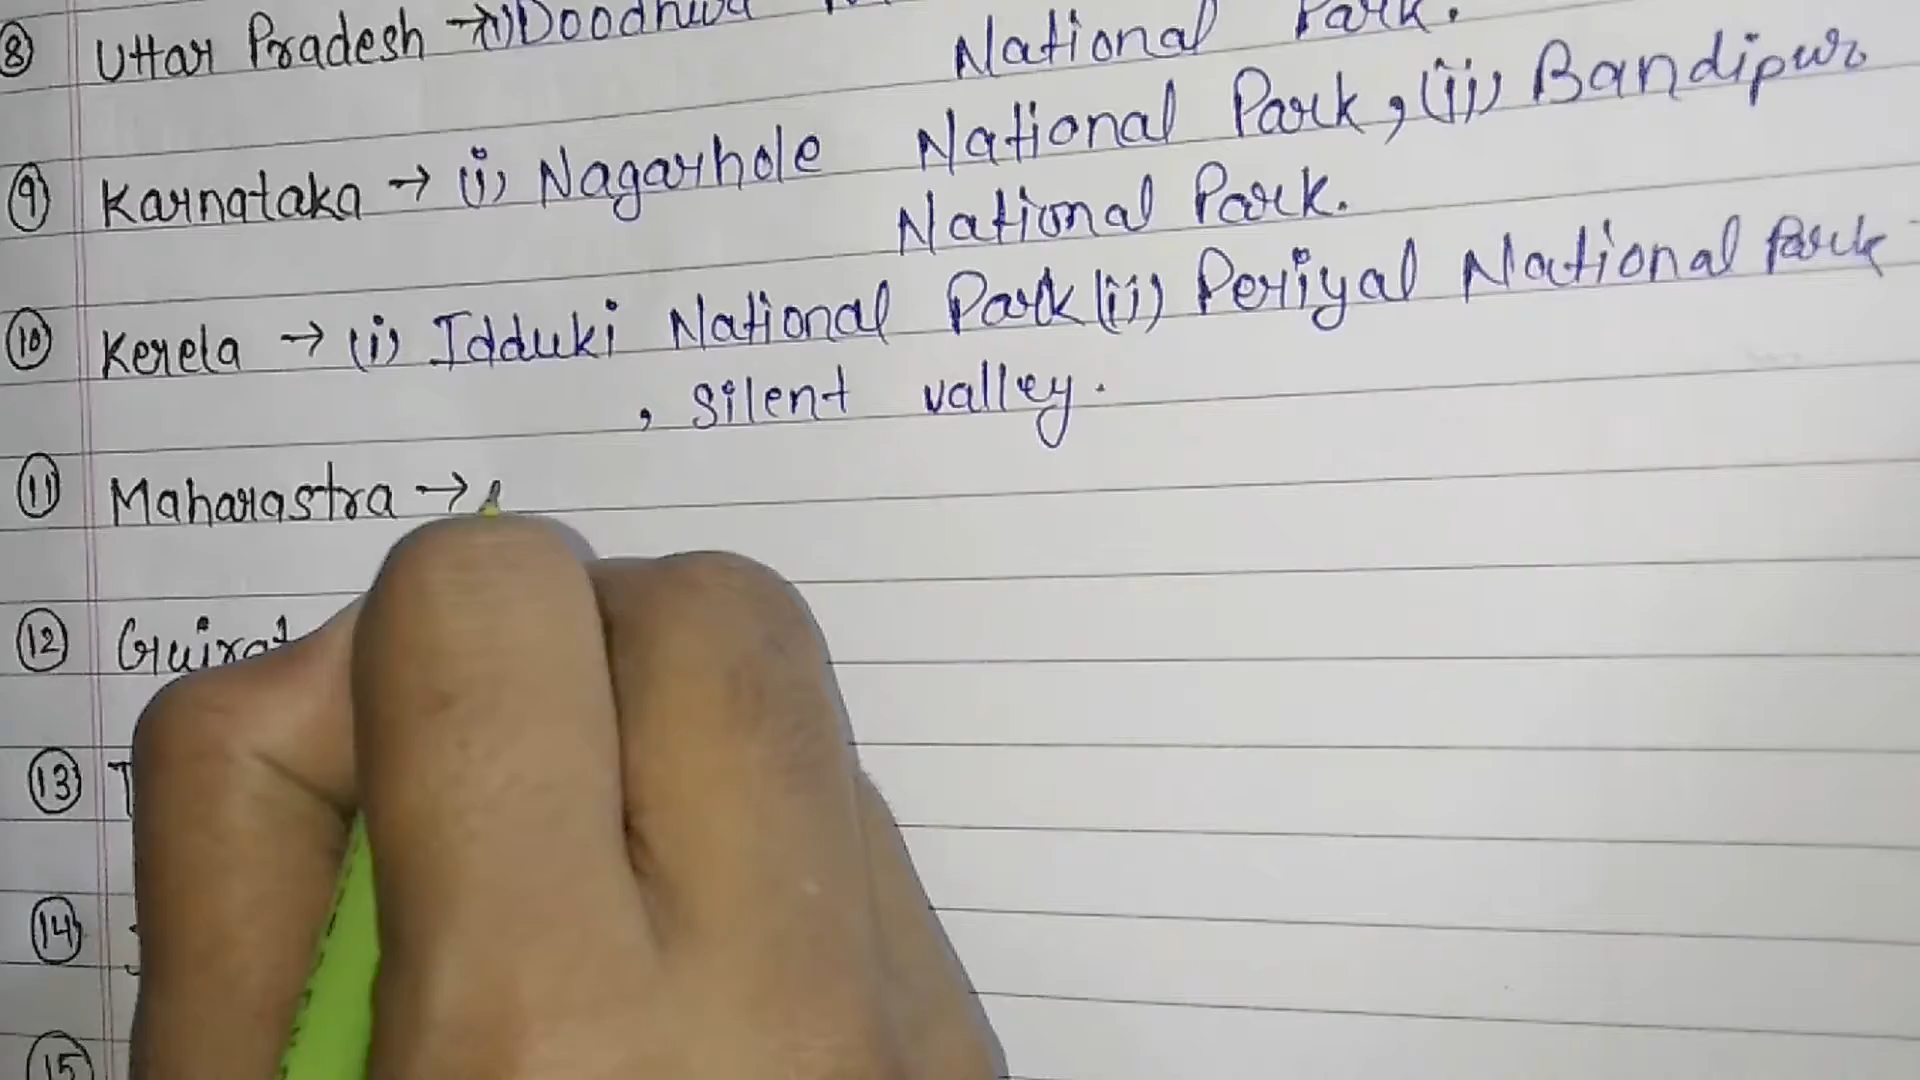 8 Uttar Pradesh → (i) Doodhwa
National Park.
9 Karnataka → (i) Nagarhole National Park, (ii) Bandipur
National Park.
10 Kerela → (i) Idduki National Park (ii) Periyal National Park
, Silent valley.
11 Maharastra →
12 Gujrat
13
14
15